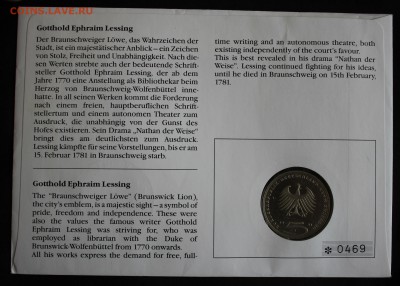 COINS.LAVE.RU
Gotthold Ephraim Lessing
Der Braunschweiger Löwe, das Wahrzeichen der
Stadt, ist ein majestätischer Anblick – ein Zeichen
von Stolz, Freiheit und Unabhängigkeit. Nach die-
sen Werten strebte auch der bedeutende Schrift-
steller Gotthold Ephraim Lessing, der ab dem
Jahre 1770 eine Anstellung als Bibliothekar beim
Herzog von Braunschweig-Wolfenbüttel inne-
hatte. In all seinen Werken kommt die Forderung
nach einem freien, hauptberuflichen Schrift-
stellertum und einem autonomen Theater zum
Ausdruck, die unabhängig von der Gunst des
Hofes existieren. Sein Drama „Nathan der Weise"
bringt dies am deutlichsten zum Ausdruck.
Lessing kämpfte für seine Vorstellungen, bis er am
15. Februar 1781 in Braunschweig starb.
Gotthold Ephraim Lessing
The "Braunschweiger Löwe" (Brunswick Lion),
the city's emblem, is a majestic sight – a symbol of
pride, freedom and independence. These were
also the values the famous writer Gotthold
Ephraim Lessing was striving for, who was
employed as librarian with the Duke of
Brunswick-Wolfenbüttel from 1770 onwards.
All his works express the demand for free, full-
time writing and an autonomous theatre, both
existing independently of the court's favour.
This is best revealed in his drama "Nathan der
Weise". Lessing continued fighting for his ideas,
until he died in Braunschweig on 15th February,
1781.
✻ 0469